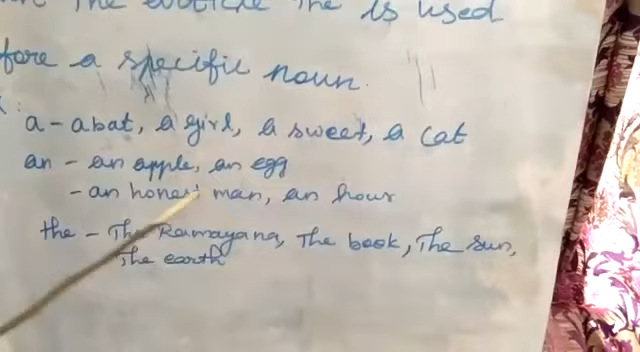 The article The is used
fore a specific noun.
a - a bat, a girl, a sweet, a cat
an - an apple, an egg
- an honest man, an hour
the - The Ramayana, The book, The sun,
The earth